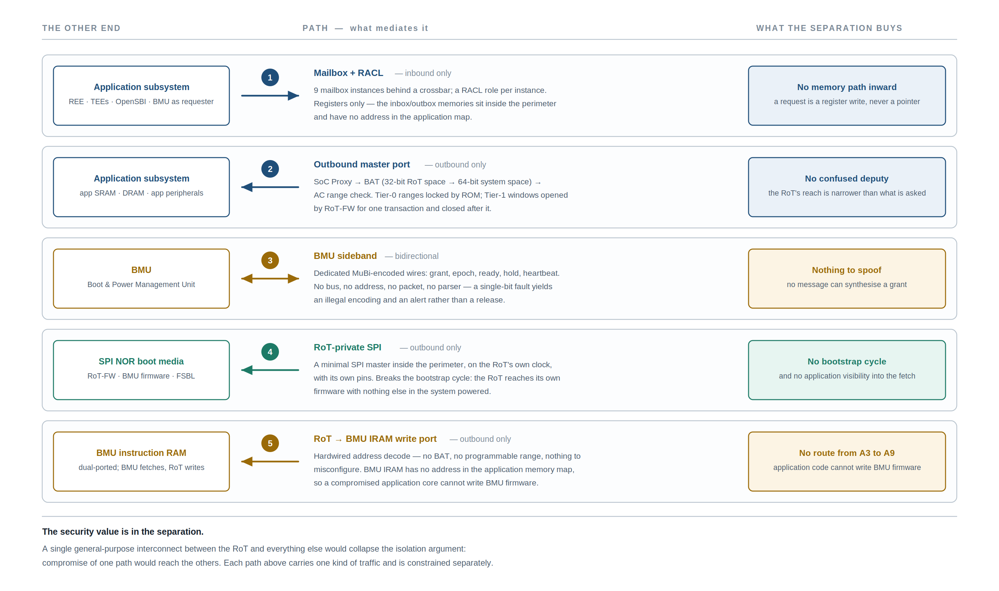 THE OTHER END
PATH — what mediates it
WHAT THE SEPARATION BUYS
Application subsystem
REE · TEEs · OpenSBI · BMU as requester
1
Mailbox + RACL — inbound only
9 mailbox instances behind a crossbar; a RACL role per instance.
Registers only — the inbox/outbox memories sit inside the perimeter
and have no address in the application map.
No memory path inward
a request is a register write, never a pointer
Application subsystem
app SRAM · DRAM · app peripherals
2
Outbound master port — outbound only
SoC Proxy → BAT (32-bit RoT space → 64-bit system space) →
AC range check. Tier-0 ranges locked by ROM; Tier-1 windows opened
by RoT-FW for one transaction and closed after it.
No confused deputy
the RoT's reach is narrower than what is asked
BMU
Boot & Power Management Unit
3
BMU sideband — bidirectional
Dedicated MuBi-encoded wires: grant, epoch, ready, hold, heartbeat.
No bus, no address, no packet, no parser — a single-bit fault yields
an illegal encoding and an alert rather than a release.
Nothing to spoof
no message can synthesise a grant
SPI NOR boot media
RoT-FW · BMU firmware · FSBL
4
RoT-private SPI — outbound only
A minimal SPI master inside the perimeter, on the RoT's own clock,
with its own pins. Breaks the bootstrap cycle: the RoT reaches its own
firmware with nothing else in the system powered.
No bootstrap cycle
and no application visibility into the fetch
BMU instruction RAM
dual-ported; BMU fetches, RoT writes
5
RoT → BMU IRAM write port — outbound only
Hardwired address decode — no BAT, no programmable range, nothing to
misconfigure. BMU IRAM has no address in the application memory map,
so a compromised application core cannot write BMU firmware.
No route from A3 to A9
application code cannot write BMU firmware
The security value is in the separation.
A single general-purpose interconnect between the RoT and everything else would collapse the isolation argument:
compromise of one path would reach the others. Each path above carries one kind of traffic and is constrained separately.